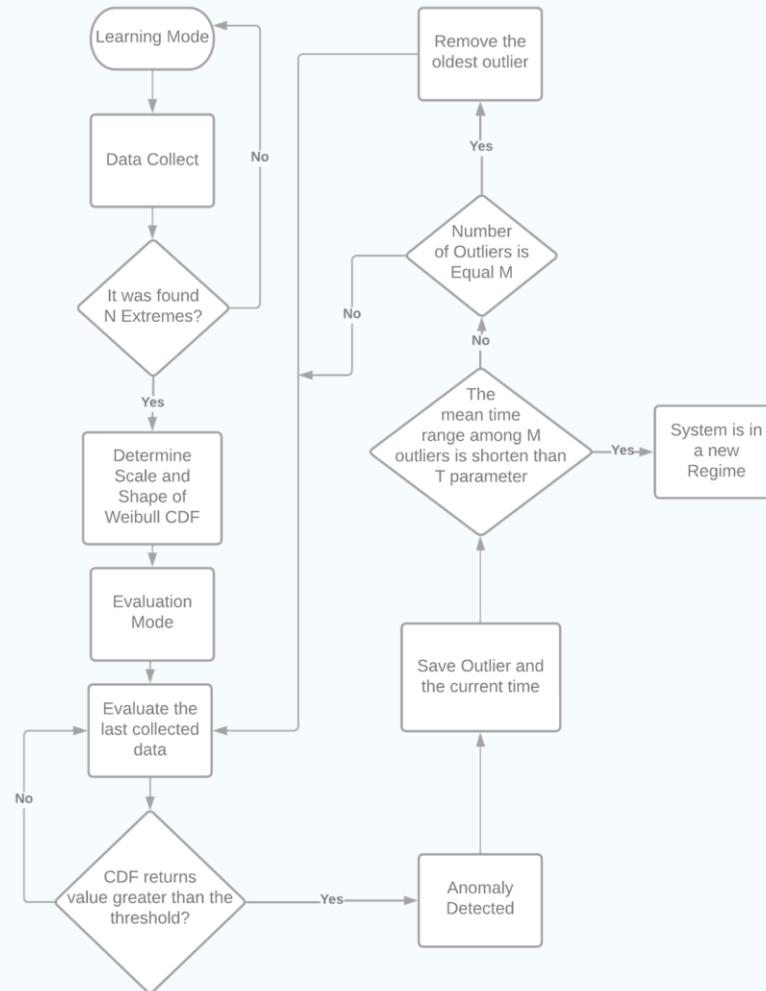 Learning Mode
Data Collect
No
It was found
N Extremes?
Yes
Determine
Scale and
Shape of
Weibull CDF
Evaluation
Mode
Evaluate the
last collected
data
No
CDF returns
value greater than the
threshold?
Yes
Anomaly
Detected
Save Outlier and
the current time
The
mean time
range among M
outliers is shorten than
T parameter
Yes
System is in
a new
Regime
No
Number
of Outliers is
Equal M
No
Yes
Remove the
oldest outlier